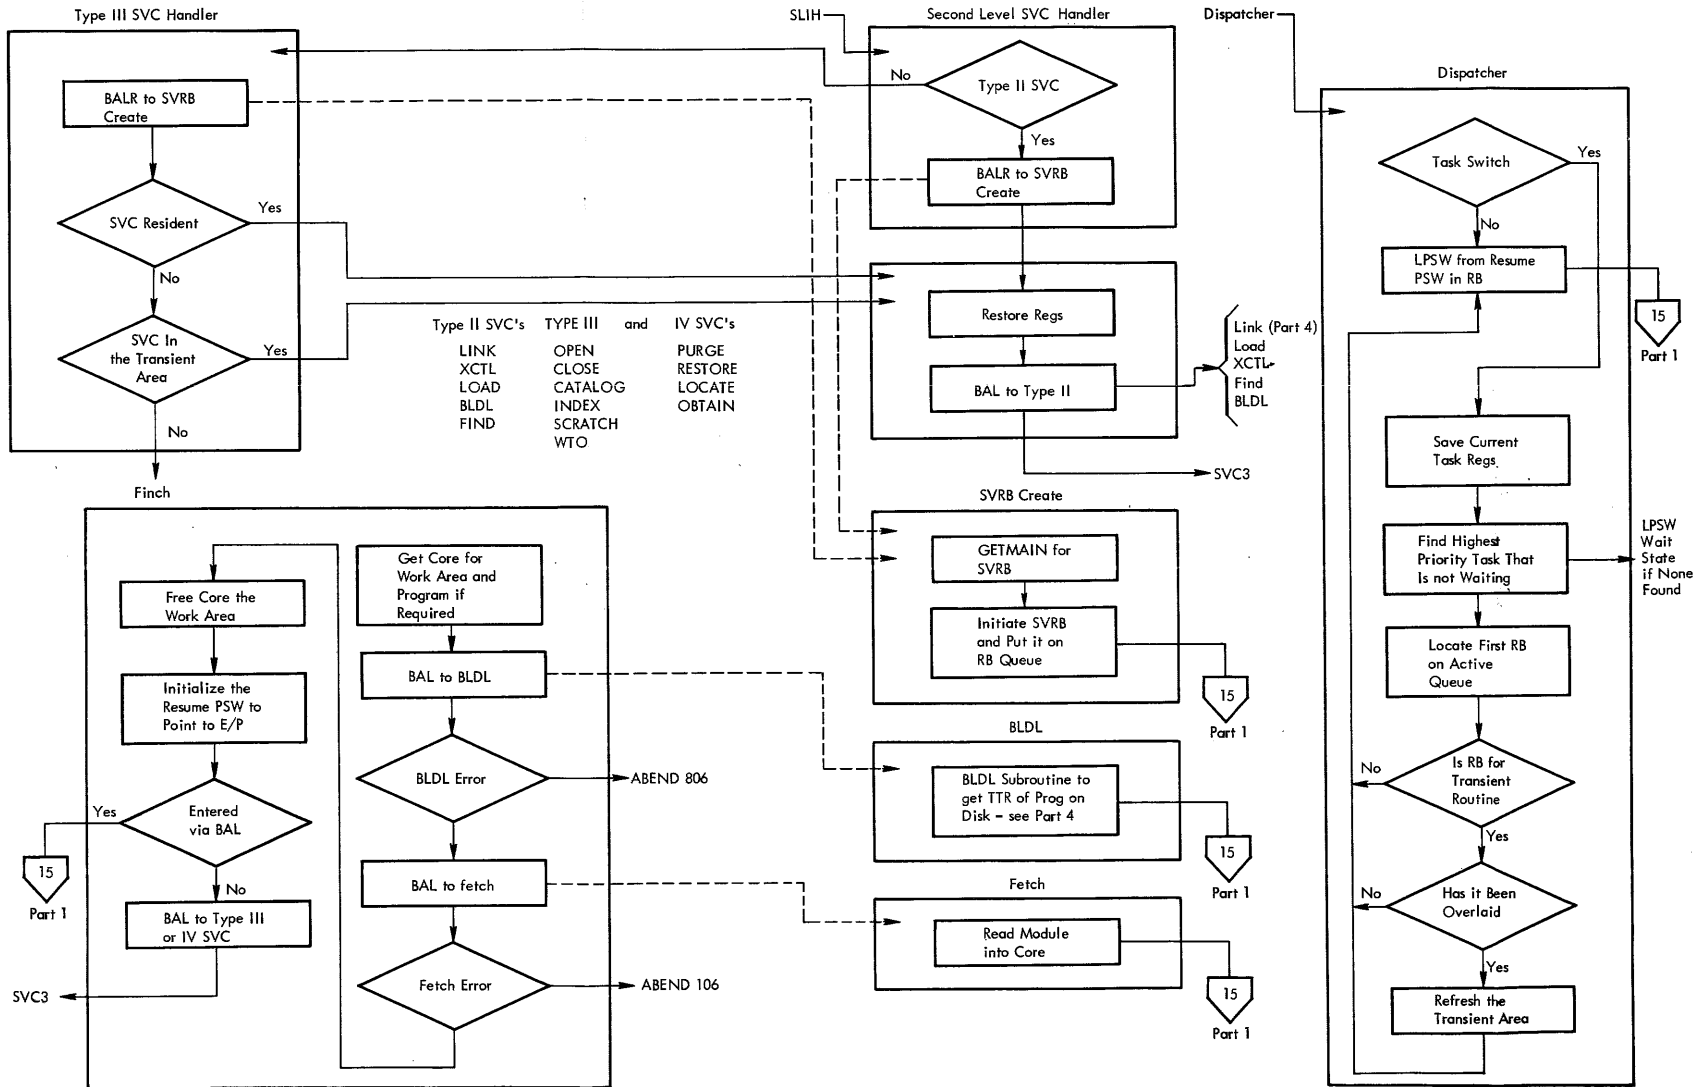 Type III SVC Handler
BALR to SVRB
Create
SVC Resident
Yes
No
SVC In
the Transient
Area
Yes
No
Finch
SLIH
Second Level SVC Handler
No
Type II SVC
Yes
BALR to SVRB
Create
Restore Regs
BAL to Type II
Link (Part 4)
Load
XCTL
Find
BLDL
SVC3
Type II SVC's TYPE III and IV SVC's
LINK OPEN PURGE
XCTL CLOSE RESTORE
LOAD CATALOG LOCATE
BLDL INDEX OBTAIN
FIND SCRATCH
WTO
Free Core the
Work Area
Initialize the
Resume PSW to
Point to E/P
Yes
Entered
via BAL
15
Part 1
No
BAL to Type III
or IV SVC
SVC3
Get Core for
Work Area and
Program if
Required
BAL to BLDL
BLDL Error
ABEND 806
BAL to fetch
Fetch Error
ABEND 106
SVRB Create
GETMAIN for
SVRB
Initiate SVRB
and Put it on
RB Queue
15
Part 1
BLDL
BLDL Subroutine to
get TTR of Prog on
Disk - see Part 4
15
Part 1
Fetch
Read Module
into Core
15
Part 1
Dispatcher
Dispatcher
Task Switch
Yes
No
LPSW from Resume
PSW in RB
15
Part 1
Save Current
Task Regs
Find Highest
Priority Task That
Is not Waiting
LPSW
Wait
State
if None
Found
Locate First RB
on Active
Queue
No
Is RB for
Transient
Routine
Yes
No
Has it Been
Overlaid
Yes
Refresh the
Transient Area